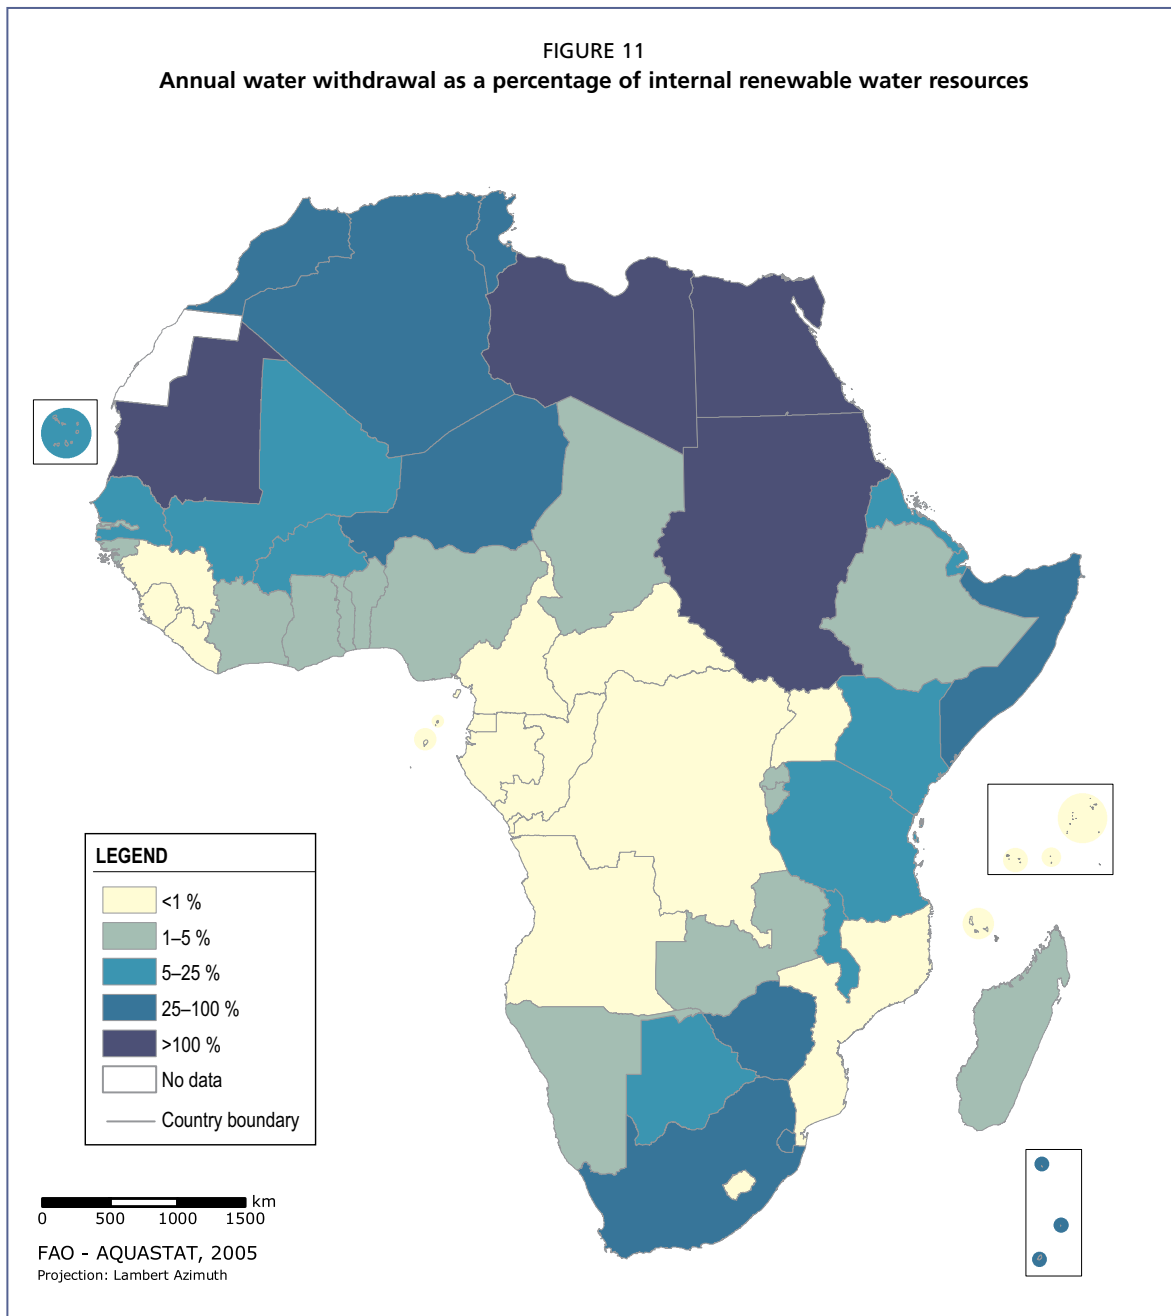 FIGURE 11
Annual water withdrawal as a percentage of internal renewable water resources
LEGEND
<1 %
1–5 %
5–25 %
25–100 %
>100 %
No data
Country boundary
km
0 500 1000 1500
FAO - AQUASTAT, 2005
Projection: Lambert Azimuth